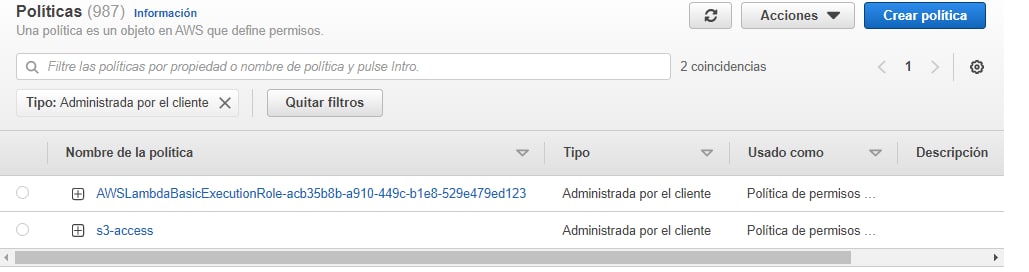 Políticas (987) Información
Una política es un objeto en AWS que define permisos.
Acciones
Crear política
Filtre las políticas por propiedad o nombre de política y pulse Intro.
2 coincidencias
1
Tipo: Administrada por el cliente
Quitar filtros
Nombre de la política Tipo Usado como Descripción
AWSLambdaBasicExecutionRole-acb35b8b-a910-449c-b1e8-529e479ed123 Administrada por el cliente Política de permisos ...
s3-access Administrada por el cliente Política de permisos ...